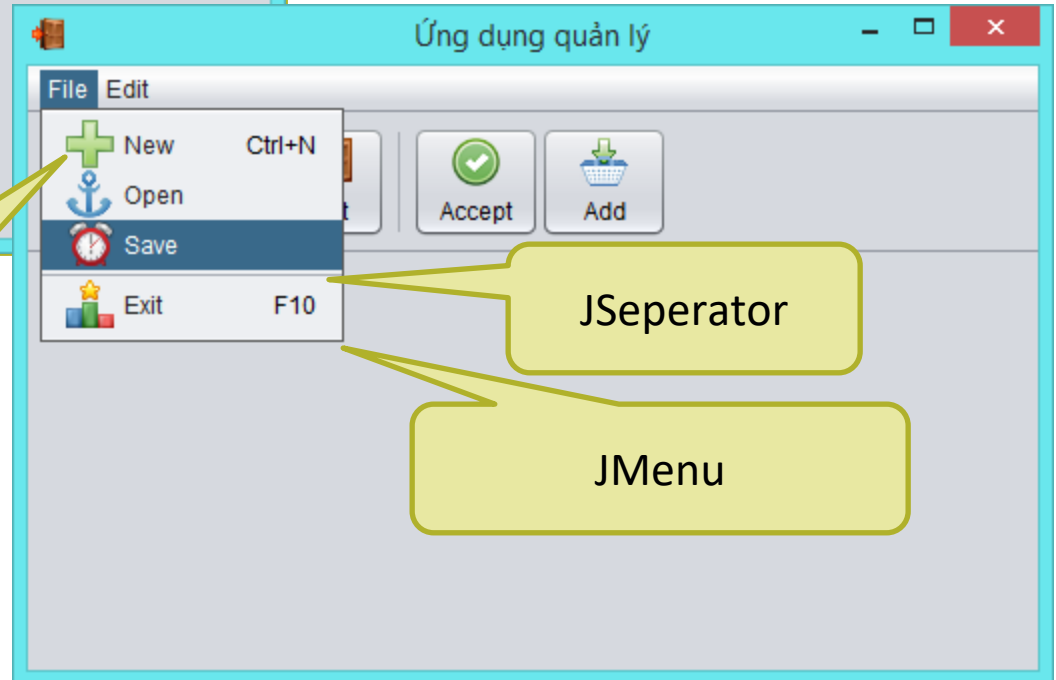 Ứng dụng quản lý
File Edit
New Ctrl+N
Open
Save
Exit F10
Accept Add
JSeperator
JMenu